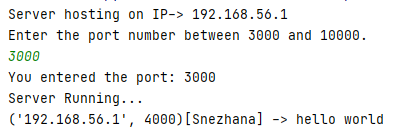 Server hosting on IP-> 192.168.56.1
Enter the port number between 3000 and 10000.
3000
You entered the port: 3000
Server Running...
('192.168.56.1', 4000)[Snezhana] -> hello world